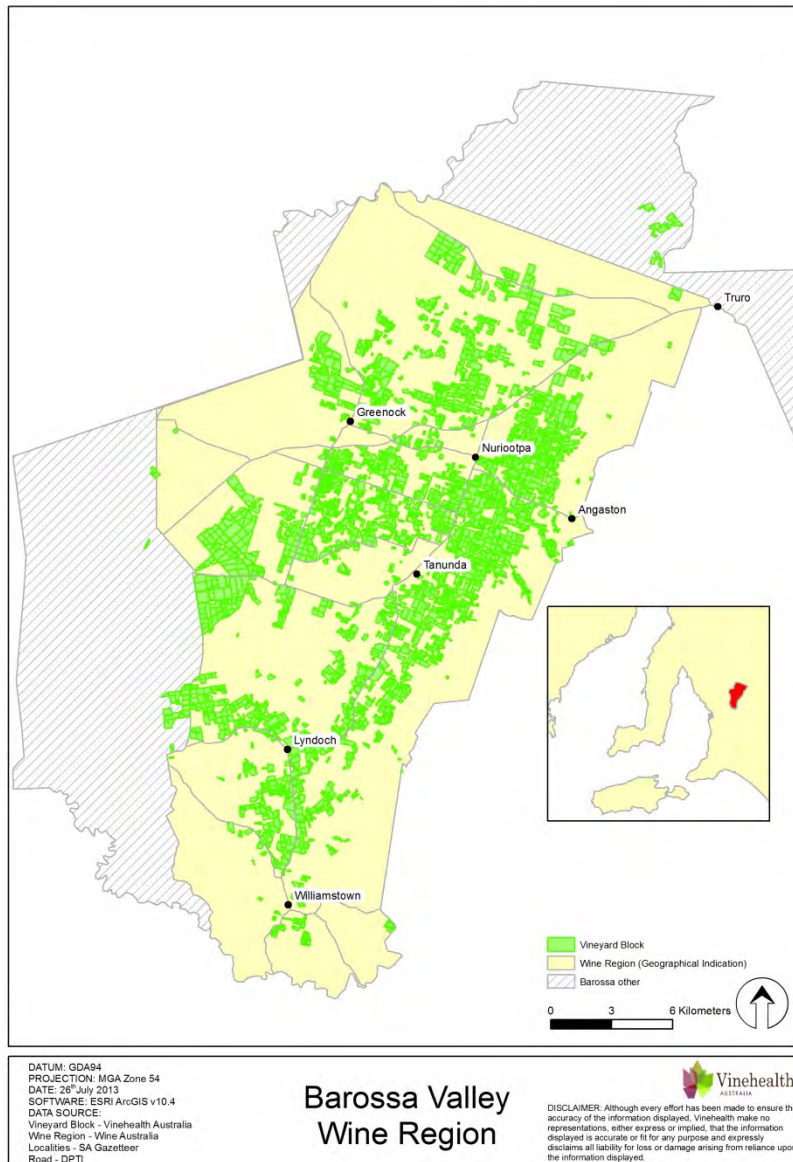 Truro
Greenock
Nuriootpa
Angaston
Tanunda
Lyndoch
Williamstown
Vineyard Block
Wine Region (Geographical Indication)
Barossa other
0 3 6 Kilometers
DATUM: GDA94
PROJECTION: MGA Zone 54
DATE: 26th July 2013
SOFTWARE: ESRI ArcGIS v10.4
DATA SOURCE:
Vineyard Block - Vinehealth Australia
Wine Region - Wine Australia
Localities - SA Gazetteer
Road - DPTI
Barossa Valley
Wine Region
Vinehealth
AUSTRALIA
DISCLAIMER: Although every effort has been made to ensure the
accuracy of the information displayed, Vinehealth make no
representations, either express or implied, that the information
displayed is accurate or fit for any purpose and expressly
disclaims all liability for loss or damage arising from reliance upon
the information displayed.